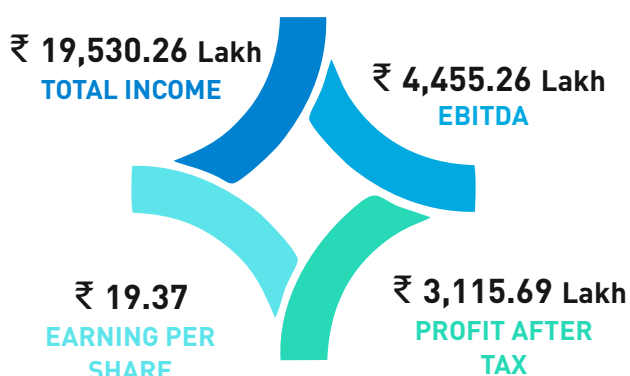 ₹ 19,530.26 Lakh
TOTAL INCOME
₹ 4,455.26 Lakh
EBITDA
₹ 19.37
EARNING PER
SHARE
₹ 3,115.69 Lakh
PROFIT AFTER
TAX